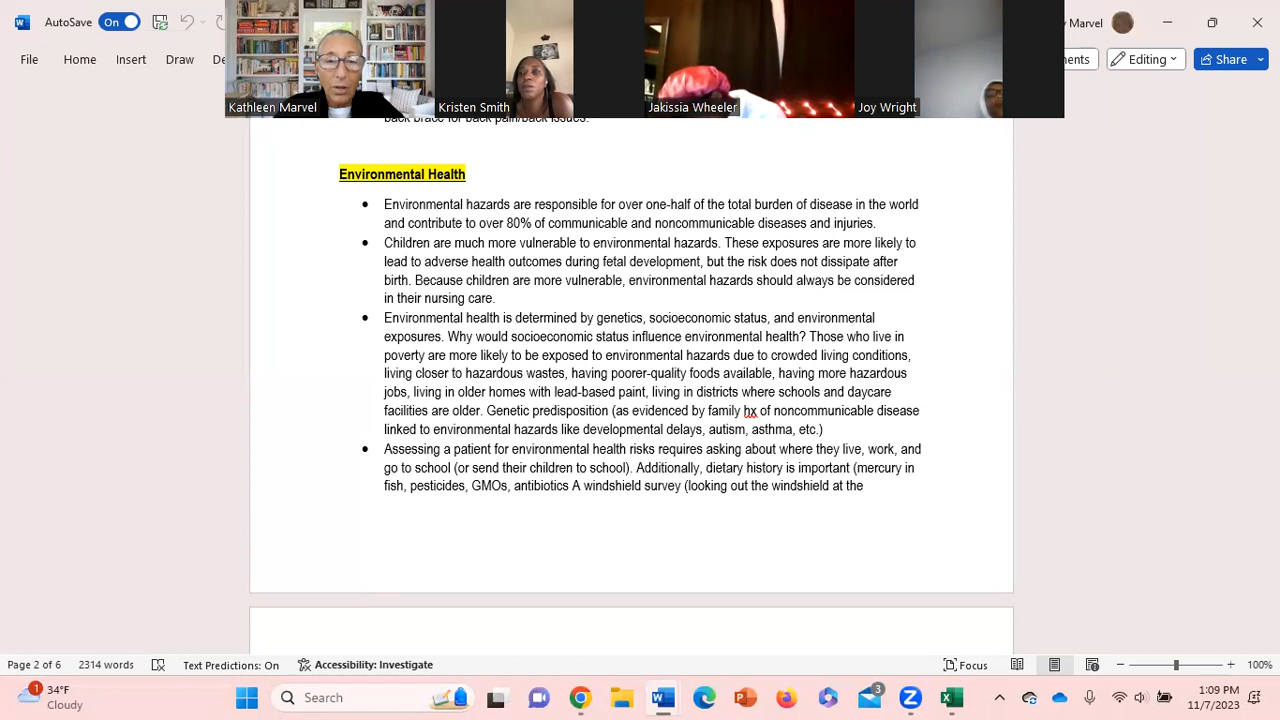 AutoSave On
Marvel
File Home Insert Draw
Editing
Share
Kathleen Marvel
Kristen Smith
Jakissia Wheeler
Joy Wright
back brace for back pain/back issues.
Environmental Health
• Environmental hazards are responsible for over one-half of the total burden of disease in the world
and contribute to over 80% of communicable and noncommunicable diseases and injuries.
• Children are much more vulnerable to environmental hazards. These exposures are more likely to
lead to adverse health outcomes during fetal development, but the risk does not dissipate after
birth. Because children are more vulnerable, environmental hazards should always be considered
in their nursing care.
• Environmental health is determined by genetics, socioeconomic status, and environmental
exposures. Why would socioeconomic status influence environmental health? Those who live in
poverty are more likely to be exposed to environmental hazards due to crowded living conditions,
living closer to hazardous wastes, having poorer-quality foods available, having more hazardous
jobs, living in older homes with lead-based paint, living in districts where schools and daycare
facilities are older. Genetic predisposition (as evidenced by family hx of noncommunicable disease
linked to environmental hazards like developmental delays, autism, asthma, etc.)
• Assessing a patient for environmental health risks requires asking about where they live, work, and
go to school (or send their children to school). Additionally, dietary history is important (mercury in
fish, pesticides, GMOs, antibiotics A windshield survey (looking out the windshield at the
Page 2 of 6 2314 words Text Predictions: On Accessibility: Investigate Focus 100%
1 34°F
Cloudy
Search
3
1:09 PM
11/7/2023